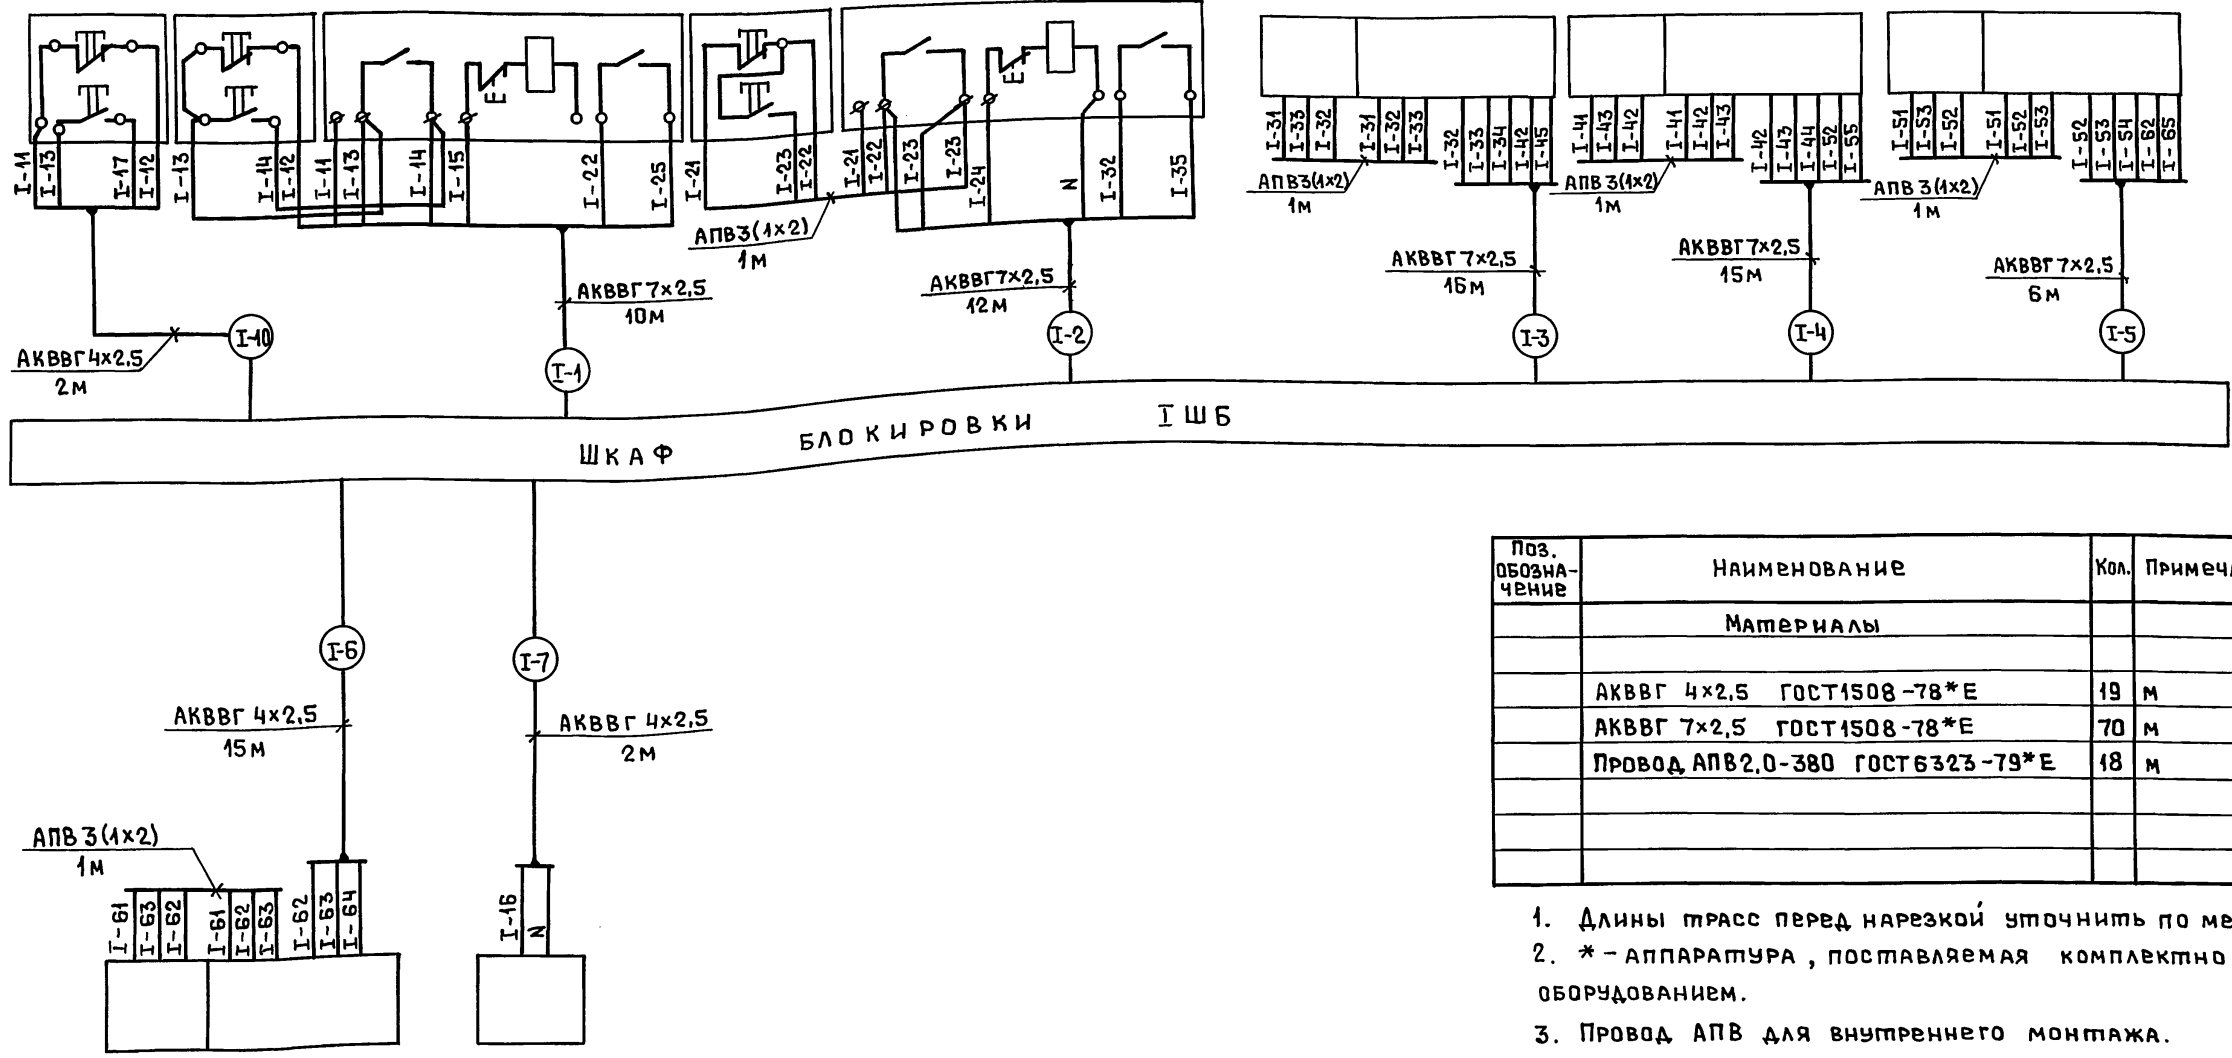 I-11
I-13
I-17
I-12
I-13
I-14
I-12
I-11
I-13
I-14
I-15
I-22
I-25
I-21
I-23
I-22
I-21
I-22
I-23
I-23
I-24
N
I-32
I-35
I-31
I-33
I-32
I-31
I-32
I-33
I-32
I-33
I-34
I-42
I-45
I-41
I-43
I-42
I-41
I-42
I-43
I-42
I-43
I-44
I-52
I-55
I-51
I-53
I-52
I-51
I-52
I-53
I-52
I-53
I-54
I-62
I-65
АПВ3(1×2)
1м
АПВ3(1×2)
1м
АПВ 3(1×2)
1м
АПВ 3(1×2)
1м
АКВВГ 4×2,5
2м
АКВВГ 7×2,5
10м
АКВВГ7×2,5
12м
АКВВГ7×2,5
16м
АКВВГ7×2,5
15м
АКВВГ7×2,5
6м
I-10
I-1
I-2
I-3
I-4
I-5
ШКАФ БЛОКИРОВКИ IШБ
I-6
I-7
АКВВГ 4×2,5
15м
АКВВГ 4×2,5
2м
АПВ 3(1×2)
1м
I-61
I-63
I-62
I-61
I-62
I-63
I-62
I-63
I-64
I-16
N
Поз. обозна-чение Наименование Кол. Примеча
Материалы
АКВВГ 4×2,5 ГОСТ1508-78*Е 19 м
АКВВГ 7×2,5 ГОСТ1508-78*Е 70 м
Провод АПВ2,0-380 ГОСТ6323-79*Е 18 м
1. Длины трасс перед нарезкой уточнить по ме
2. * - аппаратура, поставляемая комплектно
оборудованием.
3. Провод АПВ для внутреннего монтажа.